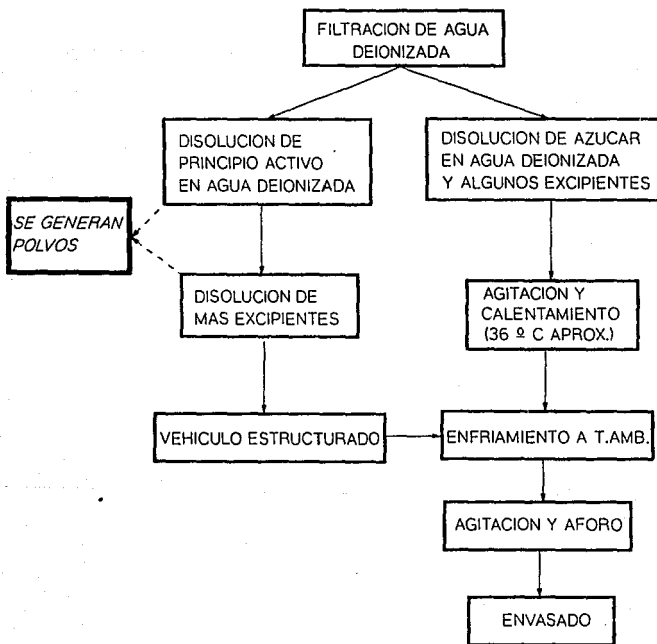 FILTRACION DE AGUA
DEIONIZADA
DISOLUCION DE
PRINCIPIO ACTIVO
EN AGUA DEIONIZADA
DISOLUCION DE AZUCAR
EN AGUA DEIONIZADA
Y ALGUNOS EXCIPIENTES
SE GENERAN
POLVOS
DISOLUCION DE
MAS EXCIPIENTES
AGITACION Y
CALENTAMIENTO
(36 º C APROX.)
VEHICULO ESTRUCTURADO
ENFRIAMIENTO A T.AMB.
AGITACION Y AFORO
ENVASADO